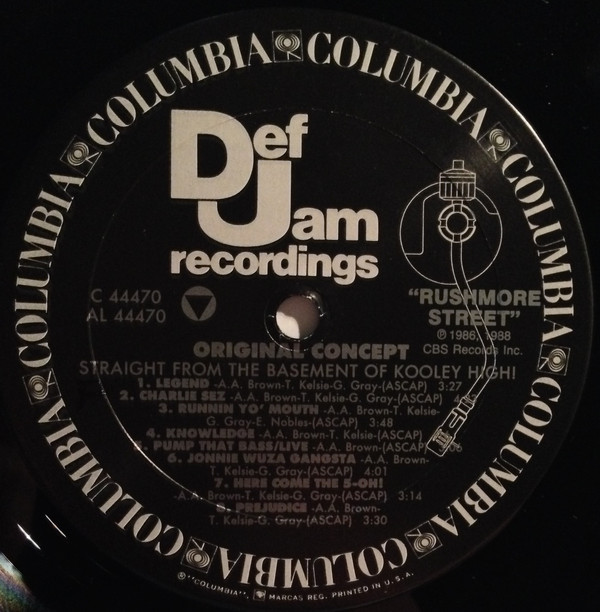 COLUMBIA COLUMBIA COLUMBIA COLUMBIA COLUMBIA COLUMBIA COLUMBIA COLUMBIA
Def
Jam
recordings
C 44470
AL 44470
"RUSHMORE
STREET"
℗ 1986, 1988
CBS Records Inc.
ORIGINAL CONCEPT
STRAIGHT FROM THE BASEMENT OF KOOLEY HIGH!
1. LEGEND -A.A. Brown-T. Kelsie-G. Gray-(ASCAP) 3:27
2. CHARLIE SEZ -A.A. Brown-T. Kelsie-G. Gray-(ASCAP)
3. RUNNIN YO' MOUTH -A.A. Brown-T. Kelsie-
G. Gray-E. Nobles-(ASCAP) 3:48
4. KNOWLEDGE -A.A. Brown-T. Kelsie-(ASCAP)
5. PUMP THAT BASS/LIVE -A.A. Brown-(ASCAP)
6. JONNIE WUZA GANGSTA -A.A. Brown-
T. Kelsie-G. Gray-(ASCAP) 4:01
7. HERE COME THE 5-OH!
-A.A. Brown-T. Kelsie-G. Gray-(ASCAP) 3:14
8. PREJUDICE -A.A. Brown-
T. Kelsie-G. Gray-(ASCAP) 3:30
©"COLUMBIA", MARCAS REG. PRINTED IN U.S.A.